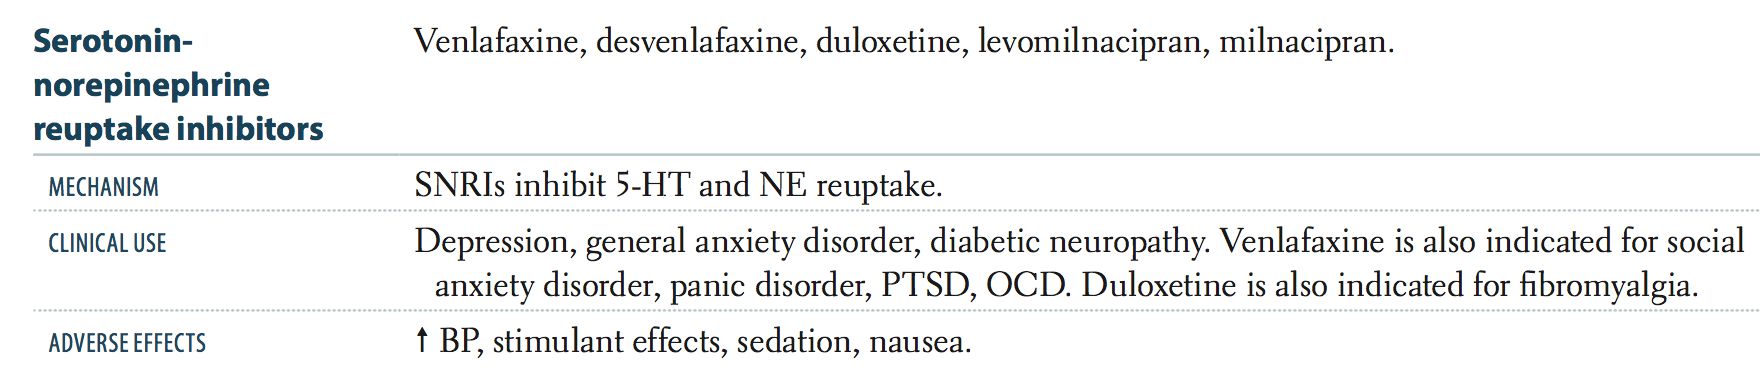 Serotonin-
norepinephrine
reuptake inhibitors
Venlafaxine, desvenlafaxine, duloxetine, levomilnacipran, milnacipran.
MECHANISM
SNRIs inhibit 5-HT and NE reuptake.
CLINICAL USE
Depression, general anxiety disorder, diabetic neuropathy. Venlafaxine is also indicated for social
anxiety disorder, panic disorder, PTSD, OCD. Duloxetine is also indicated for fibromyalgia.
ADVERSE EFFECTS
↑ BP, stimulant effects, sedation, nausea.